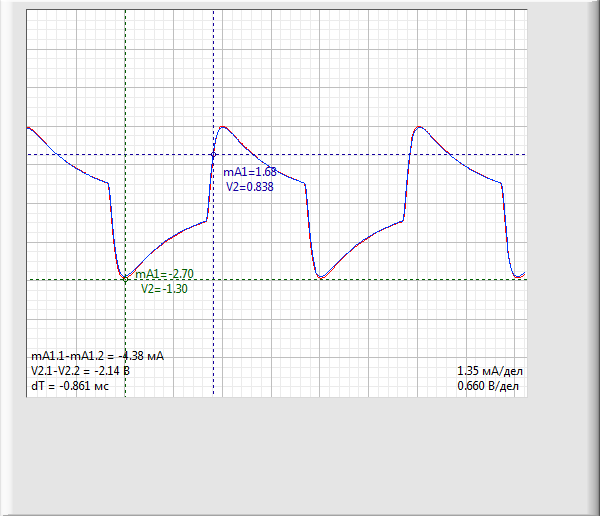 mA1=1.68
V2=0.838
mA1=-2.70
V2=-1.30
mA1.1-mA1.2 = -4.38 мА
V2.1-V2.2 = -2.14 В
dT = -0.861 мс
1.35 мА/дел
0.660 В/дел